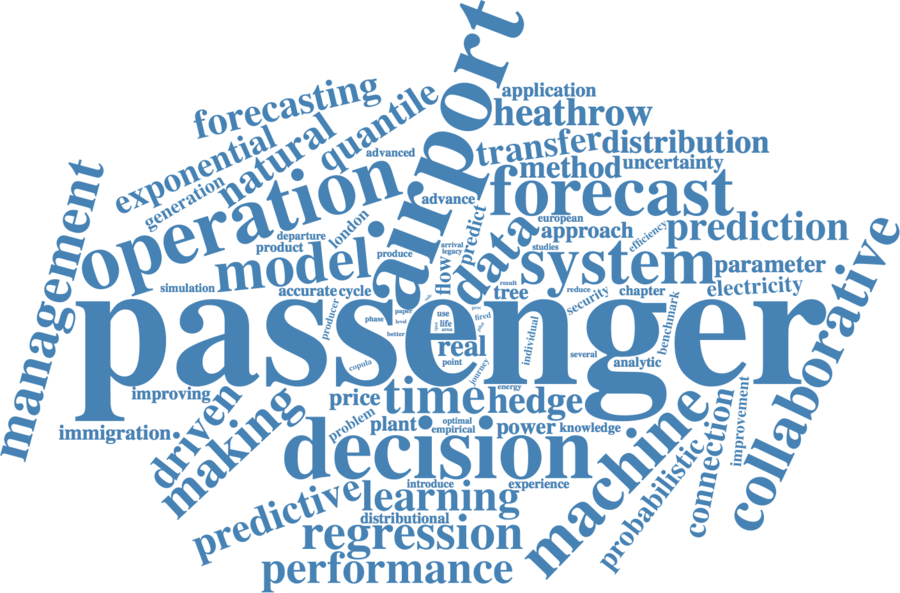 airport
application
forecasting
heathrow
quantile
exponential
natural
transfer
distribution
advanced
method
uncertainty
generation
management
operation
forecast
advance
london
predict
european
approach
prediction
departure
product
arrival
legacy
studies
efficiency
data
collaborative
model
produce
flow
system
parameter
simulation
accurate
cycle
result
tree
reduce
security
chapter
electricity
passenger
producer
phase
paper
level
better
use
life
area
fired
real
point
individual
benchmark
copula
journey
several
analytic
energy
improving
price
time
hedge
driven
making
immigration
problem
plant
optimal
empirical
power
knowledge
decision
machine
connection
improvement
probabilistic
introduce
experience
predictive
learning
distributional
regression
performance